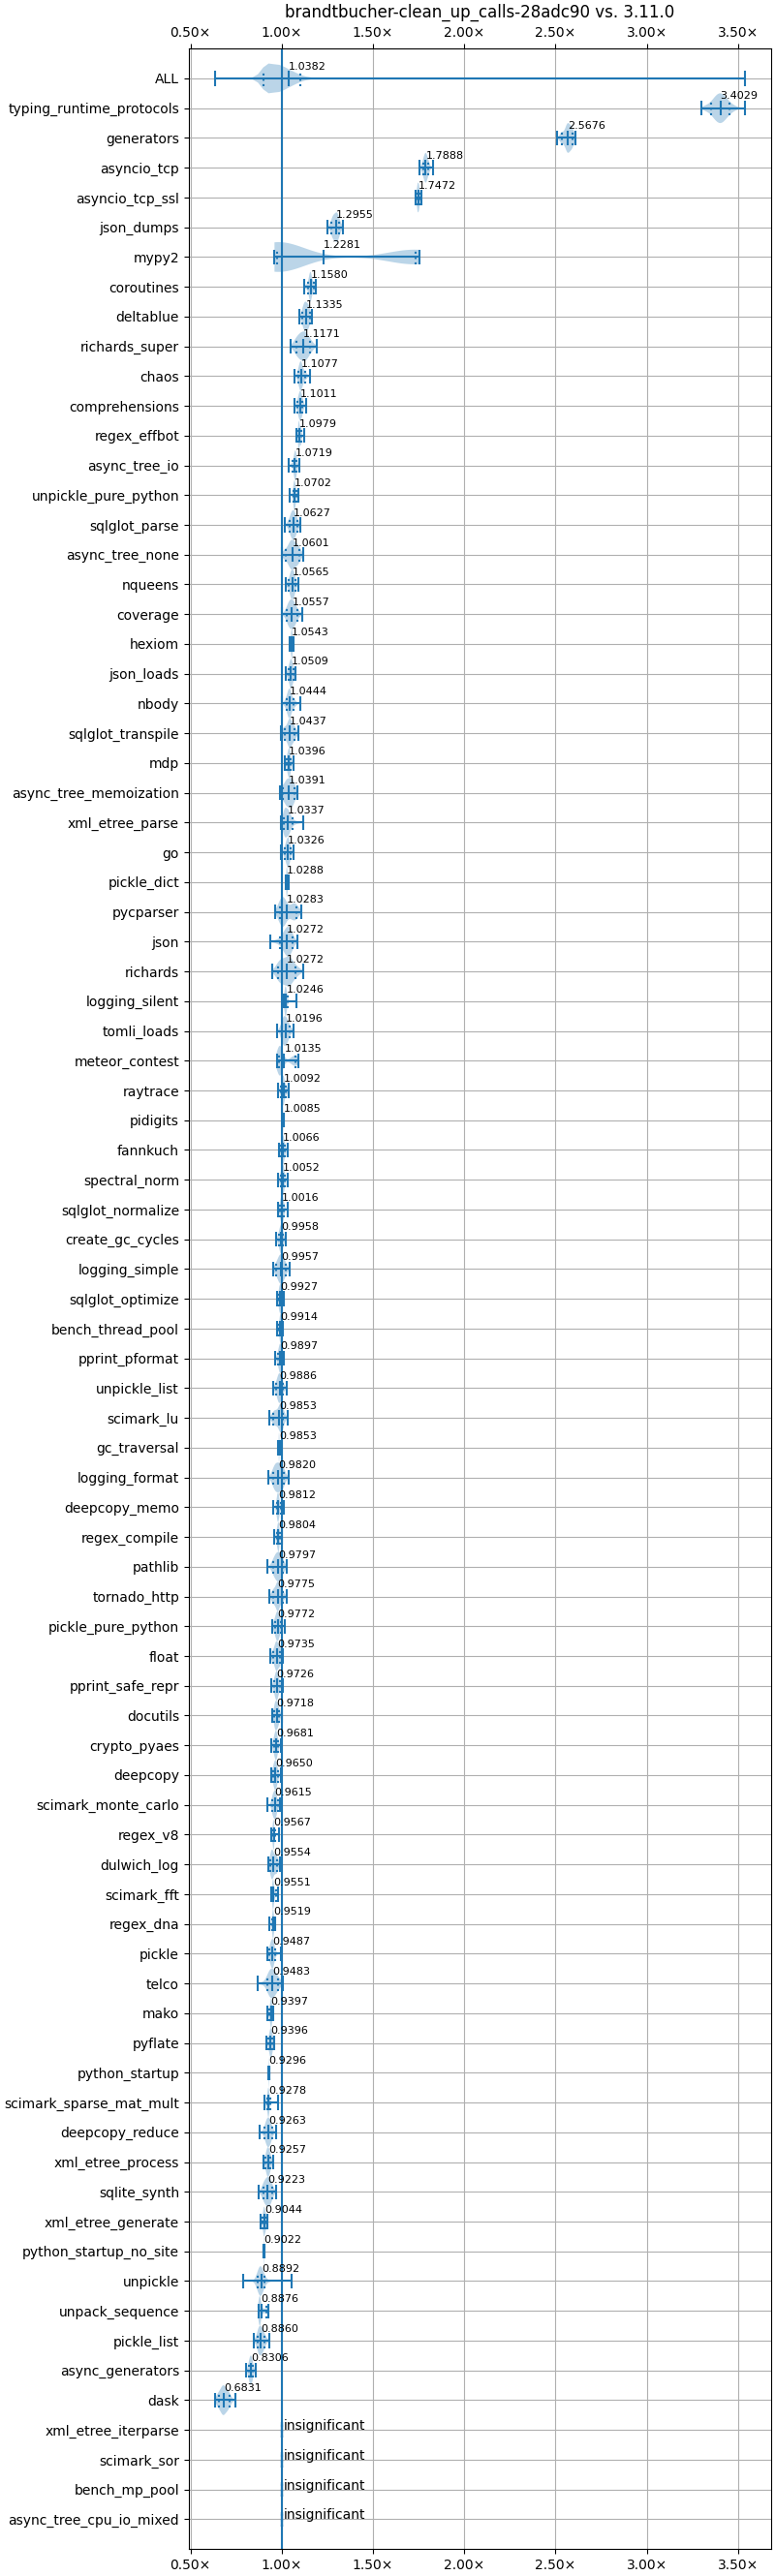 brandtbucher-clean_up_calls-28adc90 vs. 3.11.0
0.50× 1.00× 1.50× 2.00× 2.50× 3.00× 3.50×
ALL 1.0382
typing_runtime_protocols 3.4029
generators 2.5676
asyncio_tcp 1.7888
asyncio_tcp_ssl 1.7472
json_dumps 1.2955
mypy2 1.2281
coroutines 1.1580
deltablue 1.1335
richards_super 1.1171
chaos 1.1077
comprehensions 1.1011
regex_effbot 1.0979
async_tree_io 1.0719
unpickle_pure_python 1.0702
sqlglot_parse 1.0627
async_tree_none 1.0601
nqueens 1.0565
coverage 1.0557
hexiom 1.0543
json_loads 1.0509
nbody 1.0444
sqlglot_transpile 1.0437
mdp 1.0396
async_tree_memoization 1.0391
xml_etree_parse 1.0337
go 1.0326
pickle_dict 1.0288
pycparser 1.0283
json 1.0272
richards 1.0272
logging_silent 1.0246
tomli_loads 1.0196
meteor_contest 1.0135
raytrace 1.0092
pidigits 1.0085
fannkuch 1.0066
spectral_norm 1.0052
sqlglot_normalize 1.0016
create_gc_cycles 0.9958
logging_simple 0.9957
sqlglot_optimize 0.9927
bench_thread_pool 0.9914
pprint_pformat 0.9897
unpickle_list 0.9886
scimark_lu 0.9853
gc_traversal 0.9853
logging_format 0.9820
deepcopy_memo 0.9812
regex_compile 0.9804
pathlib 0.9797
tornado_http 0.9775
pickle_pure_python 0.9772
float 0.9735
pprint_safe_repr 0.9726
docutils 0.9718
crypto_pyaes 0.9681
deepcopy 0.9650
scimark_monte_carlo 0.9615
regex_v8 0.9567
dulwich_log 0.9554
scimark_fft 0.9551
regex_dna 0.9519
pickle 0.9487
telco 0.9483
mako 0.9397
pyflate 0.9396
python_startup 0.9296
scimark_sparse_mat_mult 0.9278
deepcopy_reduce 0.9263
xml_etree_process 0.9257
sqlite_synth 0.9223
xml_etree_generate 0.9044
python_startup_no_site 0.9022
unpickle 0.8892
unpack_sequence 0.8876
pickle_list 0.8860
async_generators 0.8306
dask 0.6831
xml_etree_iterparse insignificant
scimark_sor insignificant
bench_mp_pool insignificant
async_tree_cpu_io_mixed insignificant
0.50× 1.00× 1.50× 2.00× 2.50× 3.00× 3.50×